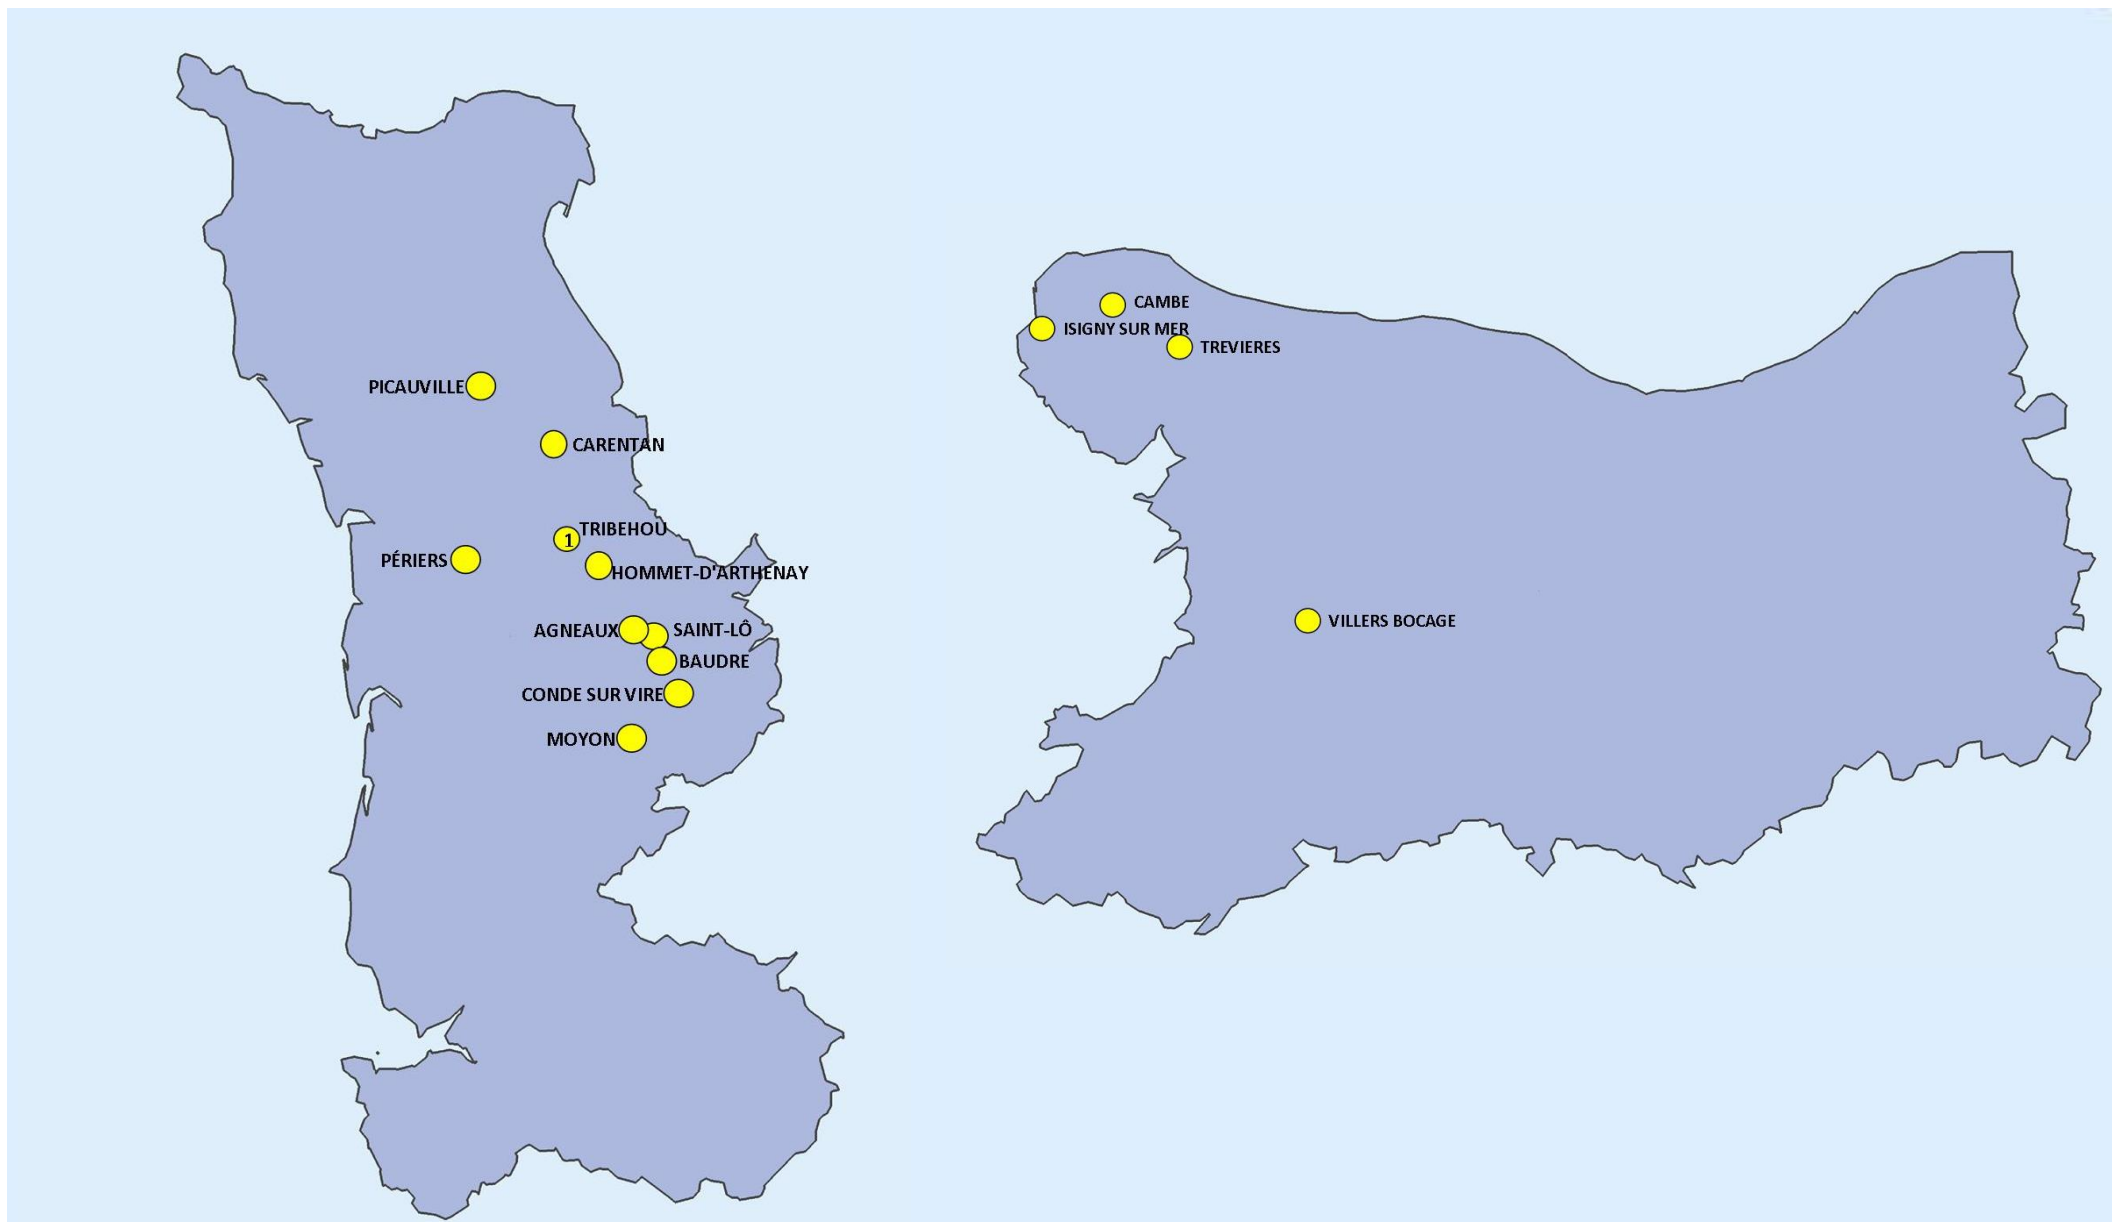 PICAUVILLE
CARENTAN
1
TRIBEHOU
PÉRIERS
HOMMET-D'ARTHENAY
AGNEAUX
SAINT-LÔ
BAUDRE
CONDE SUR VIRE
MOYON
CAMBE
ISIGNY SUR MER
TREVIERES
VILLERS BOCAGE